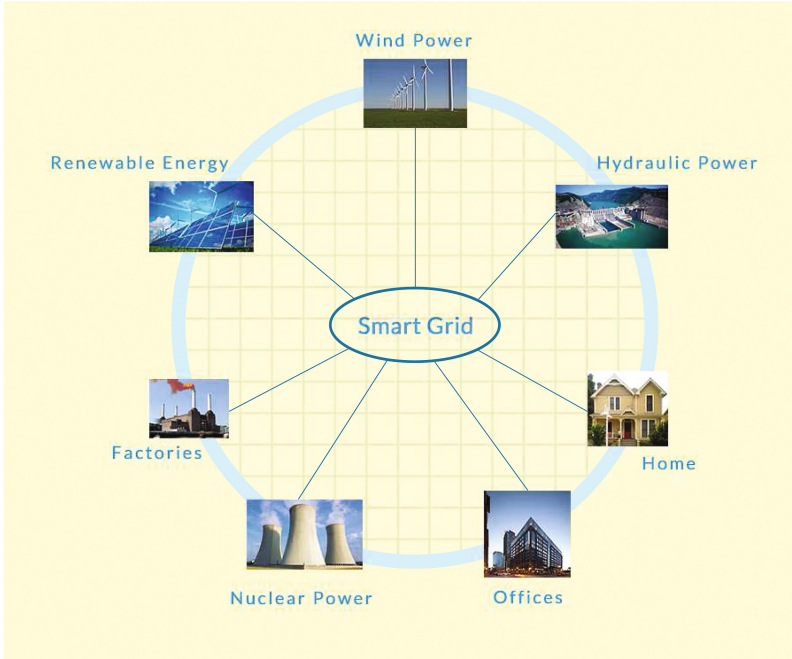 Wind Power
Renewable Energy
Hydraulic Power
Smart Grid
Factories
Home
Nuclear Power
Offices